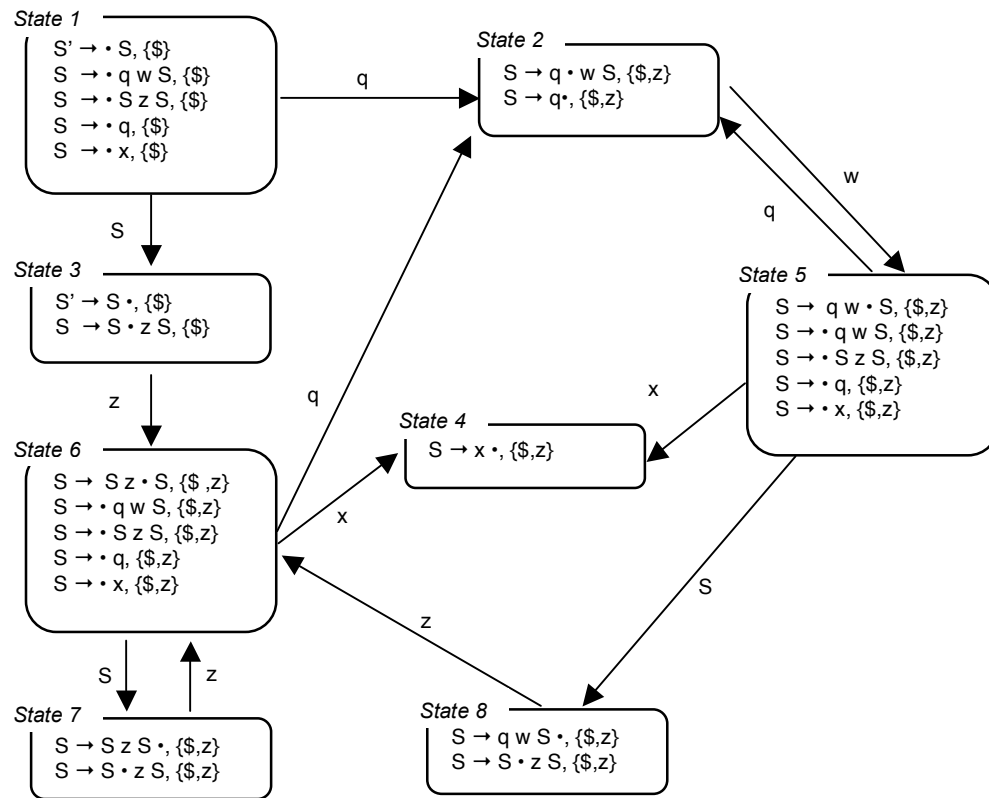 State 1
S’ → • S, {$}
S → • q w S, {$}
S → • S z S, {$}
S → • q, {$}
S → • x, {$}
q
State 2
S → q • w S, {$,z}
S → q•, {$,z}
w
q
S
State 3
S’ → S •, {$}
S → S • z S, {$}
State 5
S → q w • S, {$,z}
S → • q w S, {$,z}
S → • S z S, {$,z}
S → • q, {$,z}
S → • x, {$,z}
z
q
x
State 4
S → x •, {$,z}
State 6
S → S z • S, {$ ,z}
S → • q w S, {$,z}
S → • S z S, {$,z}
S → • q, {$,z}
S → • x, {$,z}
x
S
z
S
z
State 7
S → S z S •, {$,z}
S → S • z S, {$,z}
State 8
S → q w S •, {$,z}
S → S • z S, {$,z}